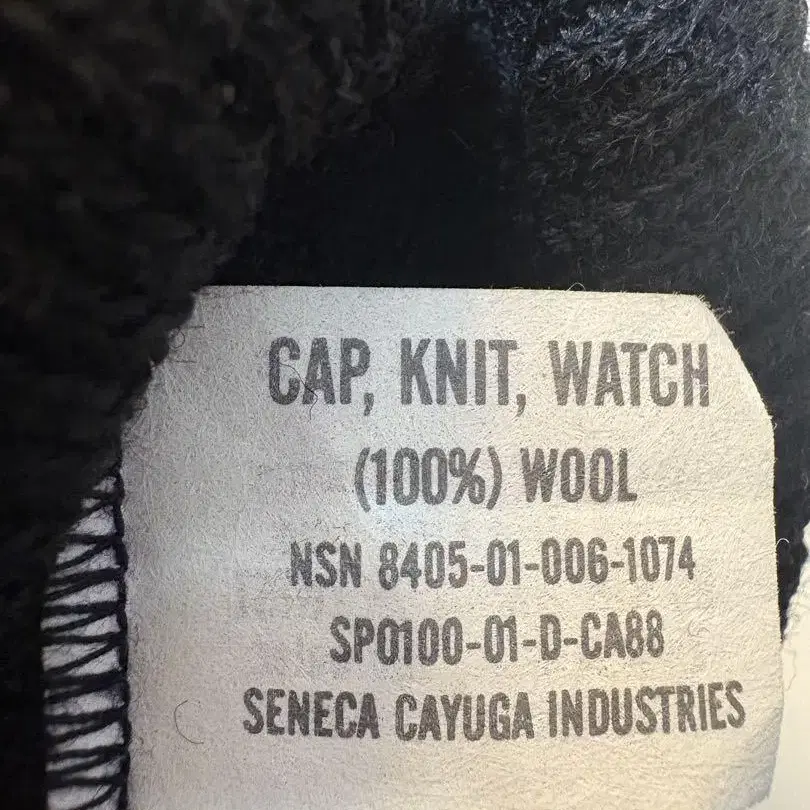 CAP, KNIT, WATCH
(100%) WOOL
NSN 8405-01-006-1074
SP0100-01-D-CA88
SENECA CAYUGA INDUSTRIES